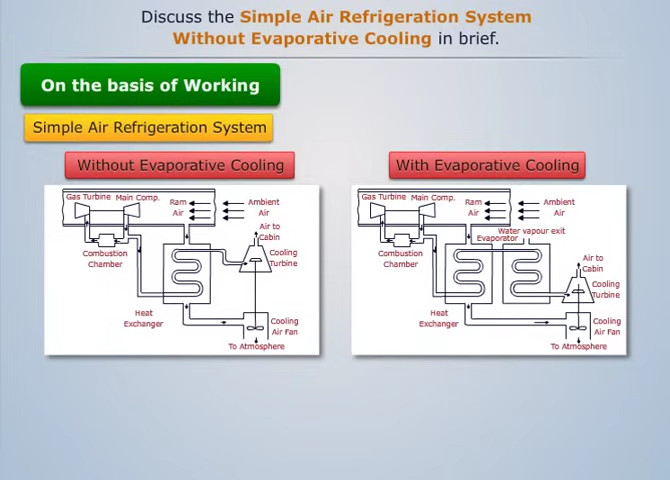 Discuss the Simple Air Refrigeration System
Without Evaporative Cooling in brief.
On the basis of Working
Simple Air Refrigeration System
Without Evaporative Cooling
Gas Turbine
Main Comp.
Ram
Air
Ambient
Air
Air to
Cabin
Combustion
Chamber
Cooling
Turbine
Heat
Exchanger
Cooling
Air Fan
To Atmosphere
With Evaporative Cooling
Gas Turbine
Main Comp.
Ram
Air
Ambient
Air
Water vapour exit
Evaporator
Air to
Cabin
Combustion
Chamber
Cooling
Turbine
Heat
Exchanger
Cooling
Air Fan
To Atmosphere